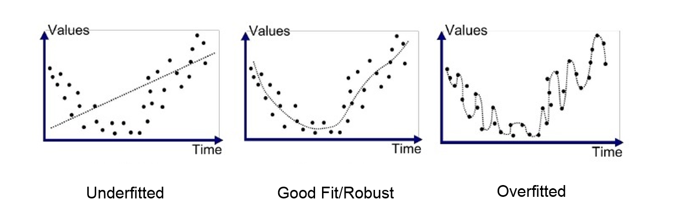 Values
Time
Underfitted
Values
Time
Good Fit/Robust
Values
Time
Overfitted